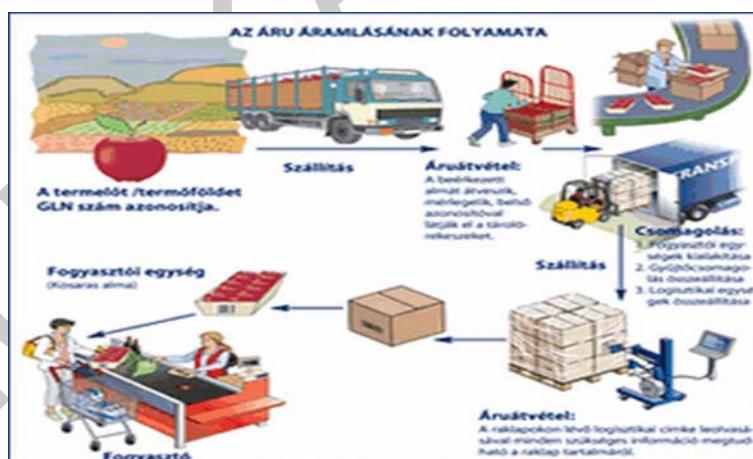 AZ ÁRU ÁRAMLÁSÁNAK FOLYAMATA
Szállítás
A termelőt /termőföldet
GLN szám azonosítja.
Áruátvétel:
A beérkezett
almát átveszik,
mérlegelik, belső
azonosítóval
látják el a tároló-
rekeszeket.
TRANSP
Csomagolás:
1. Fogyasztói egy-
ségek kialakítása
2. Gyűjtőcsomago-
lás összeállítása
3. Logisztikai egysé-
gek összeállítása
Szállítás
Fogyasztói egység
(Kosaras alma)
Áruátvétel:
A raklapokon lévő logisztikai címke leolvasá-
sával minden szükséges információ megtud-
ható a raklap tartalmáról.
Fogyasztó